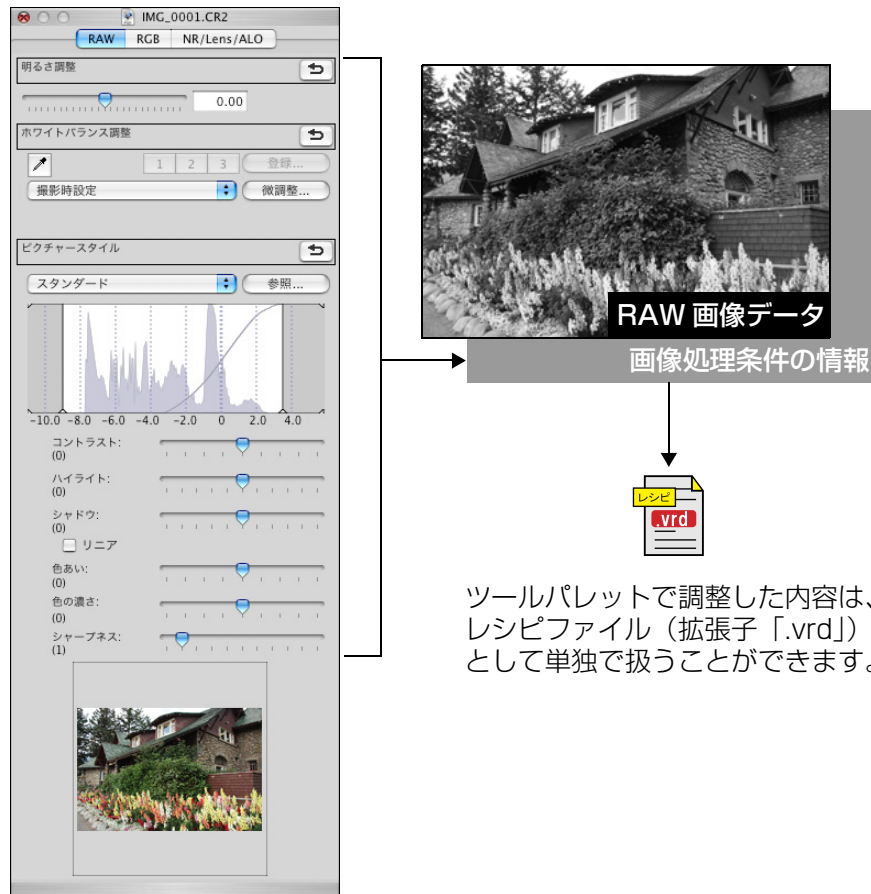 IMG_0001.CR2
RAW RGB NR/Lens/ALO
明るさ調整
0.00
ホワイトバランス調整
1 2 3 登録...
撮影時設定 微調整...
ピクチャースタイル
スタンダード 参照...
-10.0 -8.0 -6.0 -4.0 -2.0 0 2.0 4.0
コントラスト:
(0)
ハイライト:
(0)
シャドウ:
(0)
リニア
色あい:
(0)
色の濃さ:
(0)
シャープネス:
(1)
RAW 画像データ
画像処理条件の情報
レシピ
.vrd
ツールパレットで調整した内容は、
レシピファイル（拡張子「.vrd」）
として単独で扱うことができます。